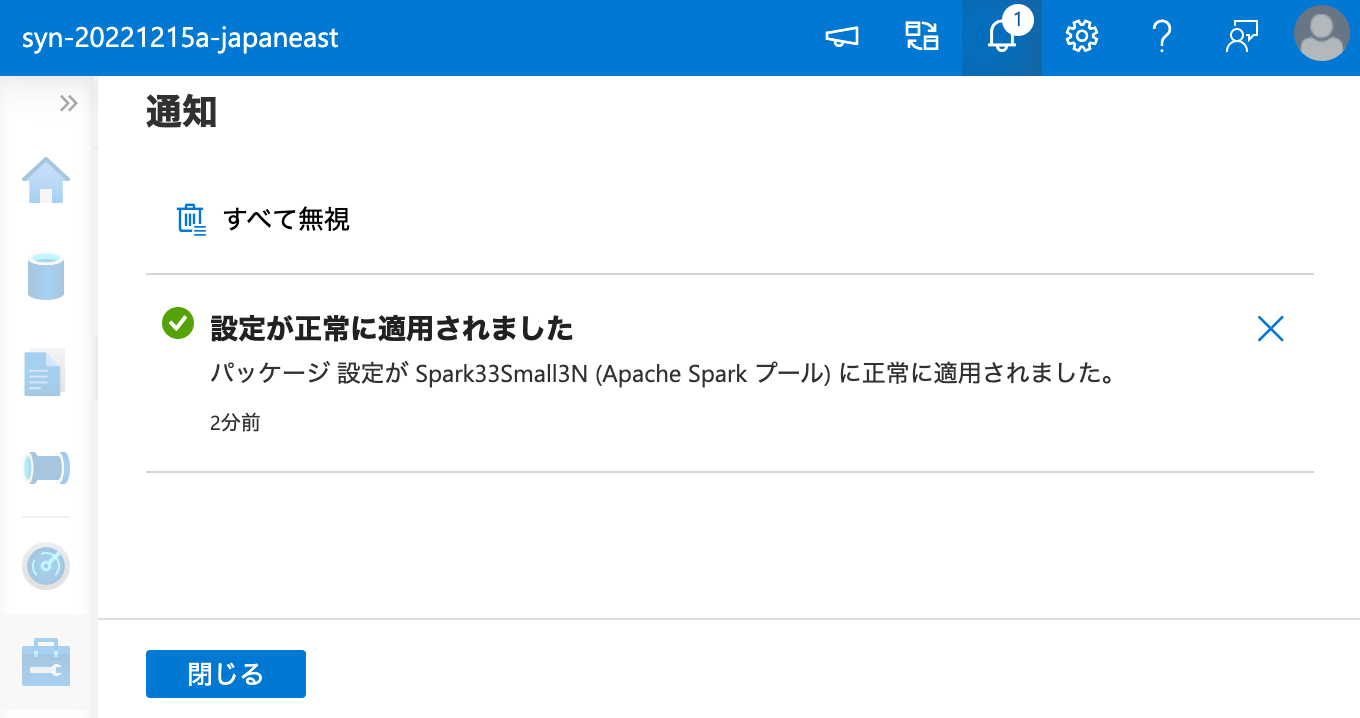 syn-20221215a-japaneast
1
通知
すべて無視
設定が正常に適用されました
パッケージ 設定が Spark33Small3N (Apache Spark プール) に正常に適用されました。
2分前
閉じる